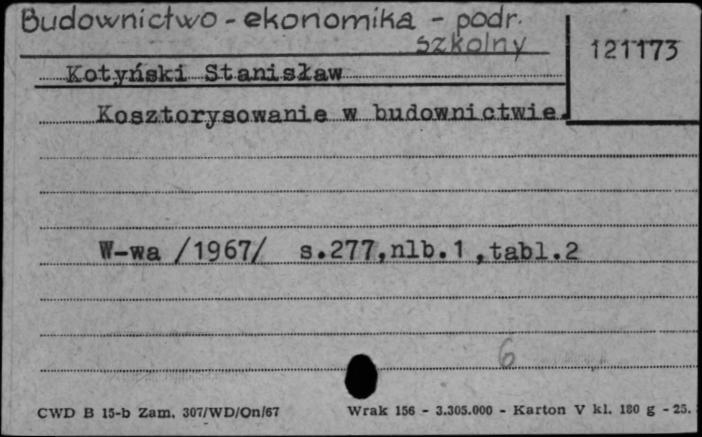 Budownictwo - ekonomika - podr.
szkolny
121173
Kotyński Stanisław
Kosztorysowanie w budownictwie.
W-wa /1967/ s.277,nlb.1 ,tabl.2
6
CWD B 15-b Zam. 307/WD/On/67 Wrak 156 - 3.305.000 - Karton V kl. 180 g - 25.